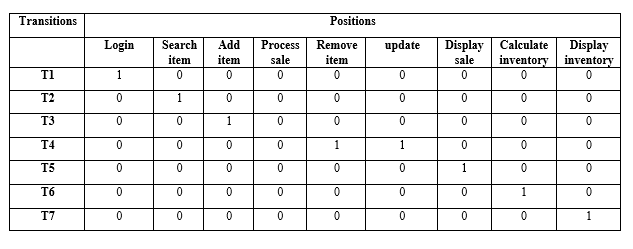 Transitions Positions
Login Search item Add item Process sale Remove item update Display sale Calculate inventory Display inventory
T1 1 0 0 0 0 0 0 0 0
T2 0 1 0 0 0 0 0 0 0
T3 0 0 1 0 0 0 0 0 0
T4 0 0 0 0 1 1 0 0 0
T5 0 0 0 0 0 0 1 0 0
T6 0 0 0 0 0 0 0 1 0
T7 0 0 0 0 0 0 0 0 1